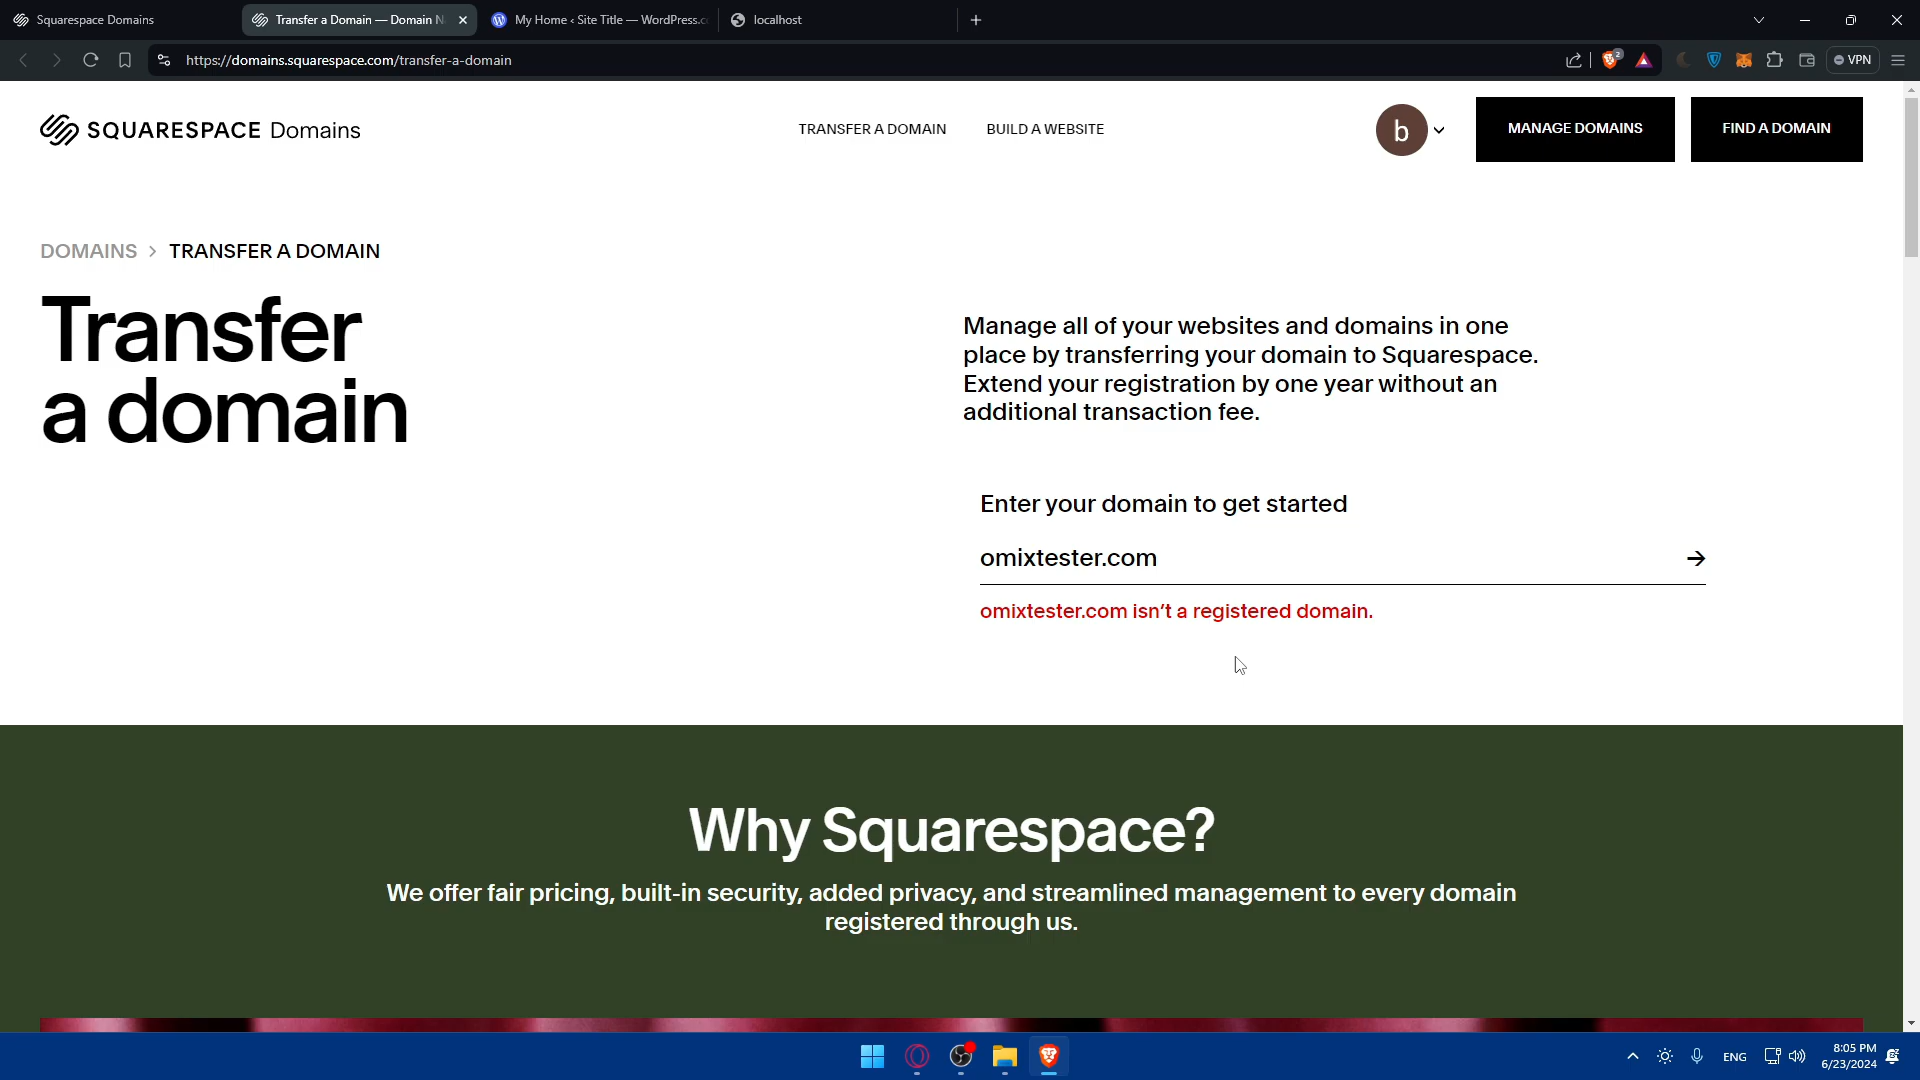 Squarespace Domains
Transfer a Domain — Domain N
My Home ‹ Site Title — WordPress.c
localhost
https://domains.squarespace.com/transfer-a-domain
2
VPN
SQUARESPACE Domains
TRANSFER A DOMAIN
BUILD A WEBSITE
b
MANAGE DOMAINS
FIND A DOMAIN
DOMAINS > TRANSFER A DOMAIN
Transfer
a domain
Manage all of your websites and domains in one
place by transferring your domain to Squarespace.
Extend your registration by one year without an
additional transaction fee.
Enter your domain to get started
omixtester.com
omixtester.com isn’t a registered domain.
Why Squarespace?
We offer fair pricing, built-in security, added privacy, and streamlined management to every domain
registered through us.
ENG
8:05 PM
6/23/2024